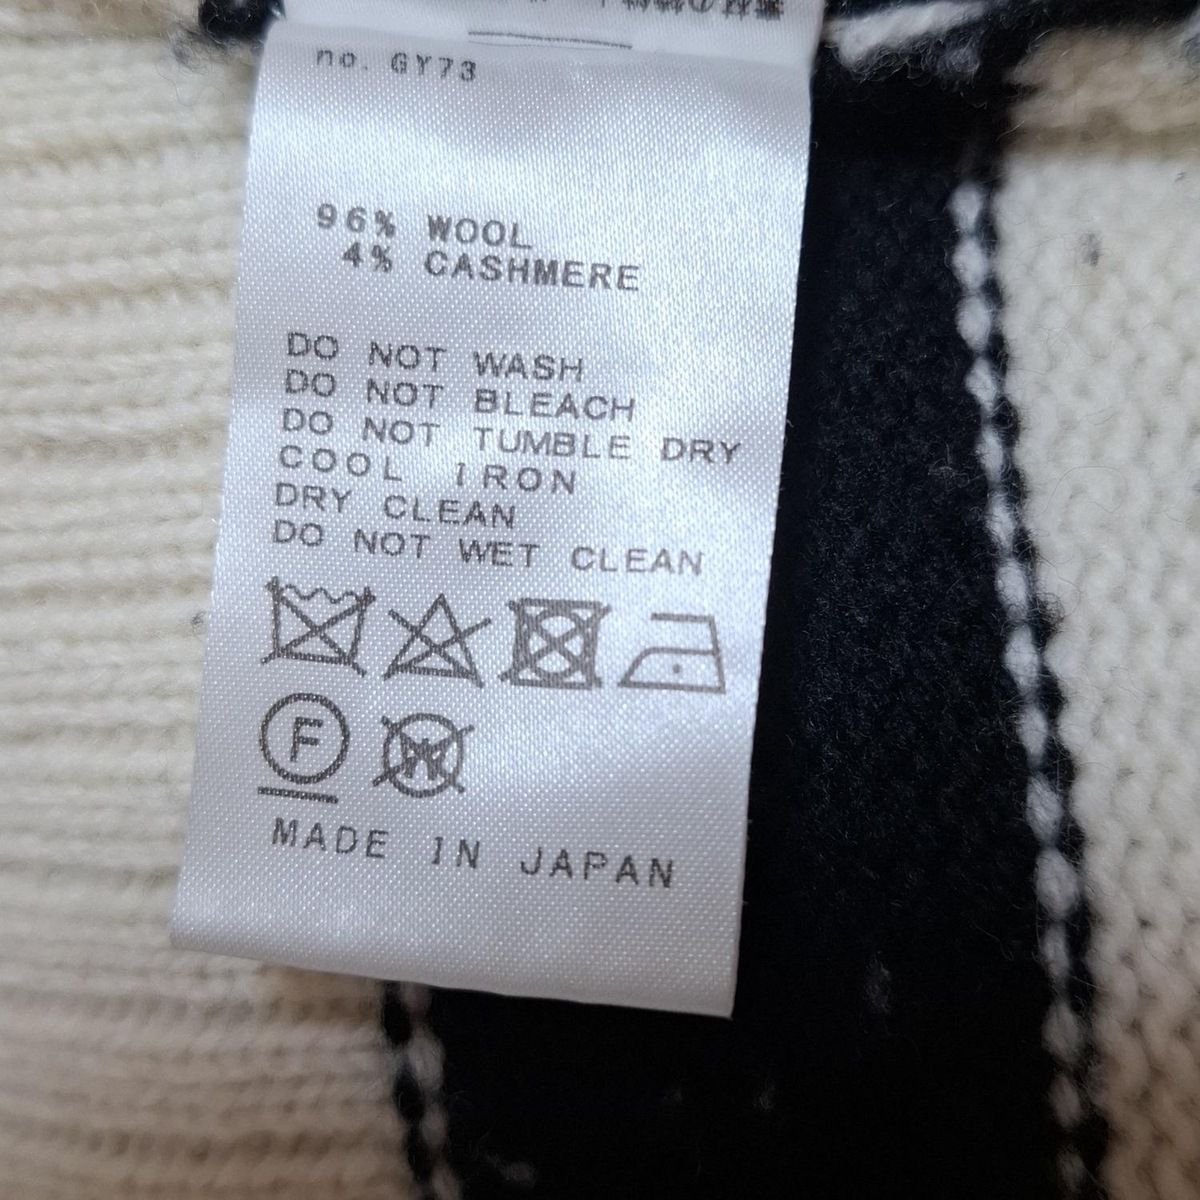 no. GY73
96% WOOL
4% CASHMERE
DO NOT WASH
DO NOT BLEACH
DO NOT TUMBLE DRY
COOL IRON
DRY CLEAN
DO NOT WET CLEAN
F W
MADE IN JAPAN